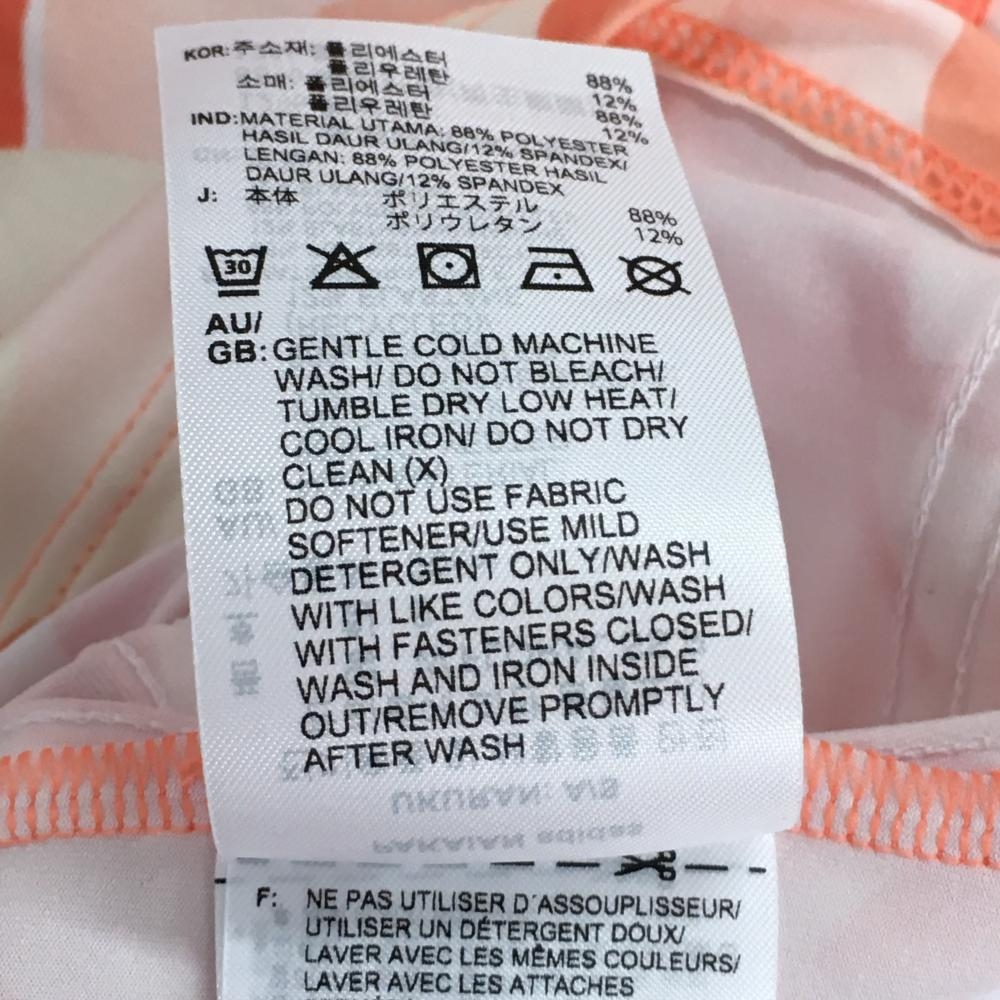 KOR: 주소재: 폴리에스터 88%
폴리우레탄 12%
소매: 폴리에스터 88%
폴리우레탄 12%
IND: MATERIAL UTAMA: 88% POLYESTER
HASIL DAUR ULANG/12% SPANDEX/
LENGAN: 88% POLYESTER HASIL
DAUR ULANG/12% SPANDEX
J: 本体 ポリエステル 88%
ポリウレタン 12%
30
AU/
GB: GENTLE COLD MACHINE
WASH/ DO NOT BLEACH/
TUMBLE DRY LOW HEAT/
COOL IRON/ DO NOT DRY
CLEAN (X)
DO NOT USE FABRIC
SOFTENER/USE MILD
DETERGENT ONLY/WASH
WITH LIKE COLORS/WASH
WITH FASTENERS CLOSED/
WASH AND IRON INSIDE
OUT/REMOVE PROMPTLY
AFTER WASH
UKURAN: A/S
PAKAIAN adidas
F: NE PAS UTILISER D´ASSOUPLISSEUR/
UTILISER UN DÉTERGENT DOUX/
LAVER AVEC LES MÊMES COULEURS/
LAVER AVEC LES ATTACHES